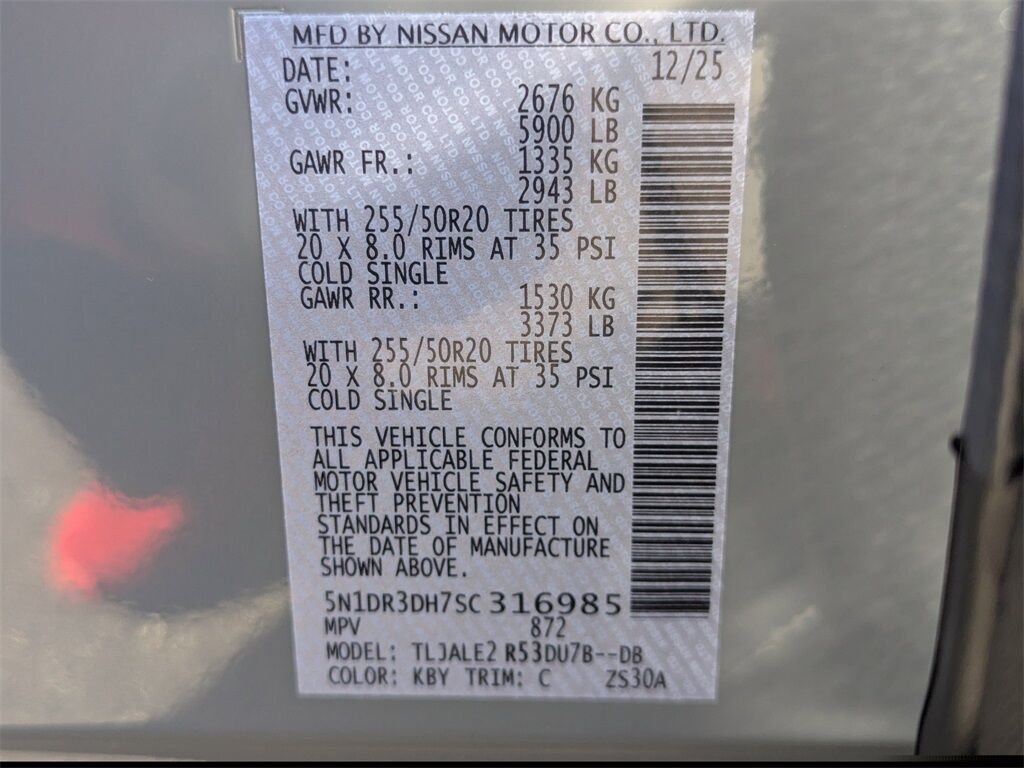 MFD BY NISSAN MOTOR CO., LTD.
DATE: 12/25
GVWR: 2676 KG
5900 LB
GAWR FR.: 1335 KG
2943 LB
WITH 255/50R20 TIRES
20 X 8.0 RIMS AT 35 PSI
COLD SINGLE
GAWR RR.: 1530 KG
3373 LB
WITH 255/50R20 TIRES
20 X 8.0 RIMS AT 35 PSI
COLD SINGLE
THIS VEHICLE CONFORMS TO
ALL APPLICABLE FEDERAL
MOTOR VEHICLE SAFETY AND
THEFT PREVENTION
STANDARDS IN EFFECT ON
THE DATE OF MANUFACTURE
SHOWN ABOVE.
5N1DR3DH7SC316985
MPV 872
MODEL: TLJALE2 R53DU7B--DB
COLOR: KBY TRIM: C ZS30A